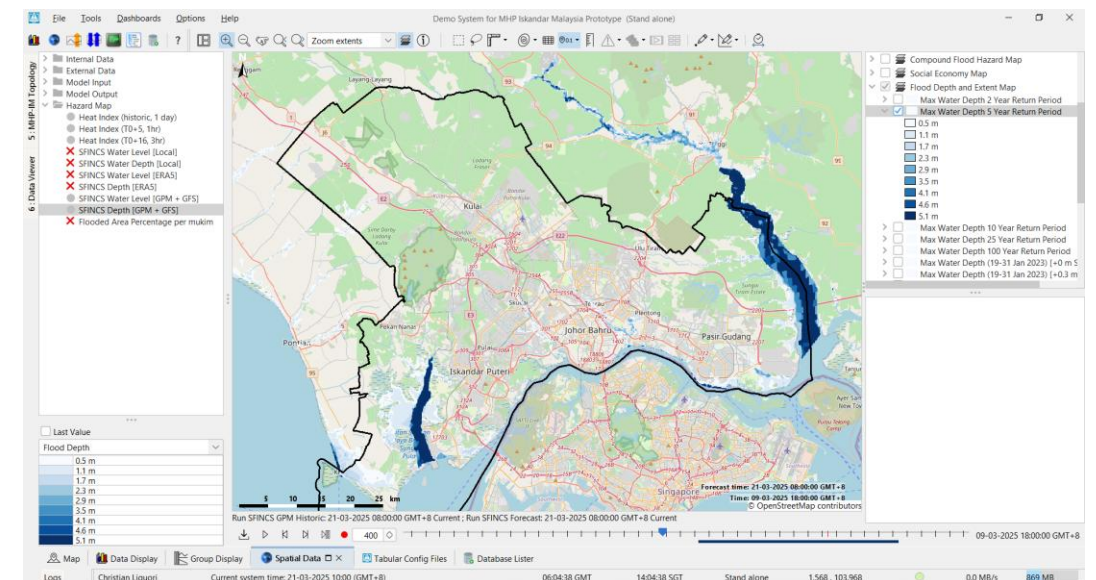 File Tools Dashboards Options Help
Demo System for MHP Iskandar Malaysia Prototype (Stand alone)
Zoom extents
5 : MHP-IM Topology
6 : Data Viewer
Internal Data
External Data
Model Input
Model Output
Hazard Map
Heat Index (historic, 1 day)
Heat Index (T0+5, 1hr)
Heat Index (T0+16, 3hr)
SFINCS Water Level [Local]
SFINCS Water Depth [Local]
SFINCS Water Level [ERA5]
SFINCS Depth [ERA5]
SFINCS Water Level [GPM + GFS]
SFINCS Depth [GPM + GFS]
Flooded Area Percentage per mukim
Last Value
Flood Depth
0.5 m
1.1 m
1.7 m
2.3 m
2.9 m
3.5 m
4.1 m
4.6 m
5.1 m
Layang-Layang
Kulai
Ulu Tiram
Johor Bahru
Plentong
Pasir Gudang
Pekan Nanas
Iskandar Puteri
Singapore
5 10 15 20 25 km
Forecast time: 21-03-2025 08:00:00 GMT+8
Time: 09-03-2025 18:00:00 GMT+8
© OpenStreetMap contributors
Compound Flood Hazard Map
Social Economy Map
Flood Depth and Extent Map
Max Water Depth 2 Year Return Period
Max Water Depth 5 Year Return Period
0.5 m
1.1 m
1.7 m
2.3 m
2.9 m
3.5 m
4.1 m
4.6 m
5.1 m
Max Water Depth 10 Year Return Period
Max Water Depth 25 Year Return Period
Max Water Depth 100 Year Return Period
Max Water Depth (19-31 Jan 2023) [+0 m S
Max Water Depth (19-31 Jan 2023) [+0.3 m
Run SFINCS GPM Historic: 21-03-2025 08:00:00 GMT+8 Current ; Run SFINCS Forecast: 21-03-2025 08:00:00 GMT+8 Current
400
09-03-2025 18:00:00 GMT+8
Map Data Display Group Display Spatial Data Tabular Config Files Database Lister
Logs Christian Liguori Current system time: 21-03-2025 10:00 (GMT+8) 06:04:38 GMT 14:04:38 SGT Stand alone 1.568 , 103.968 0.0 MB/s 869 MB